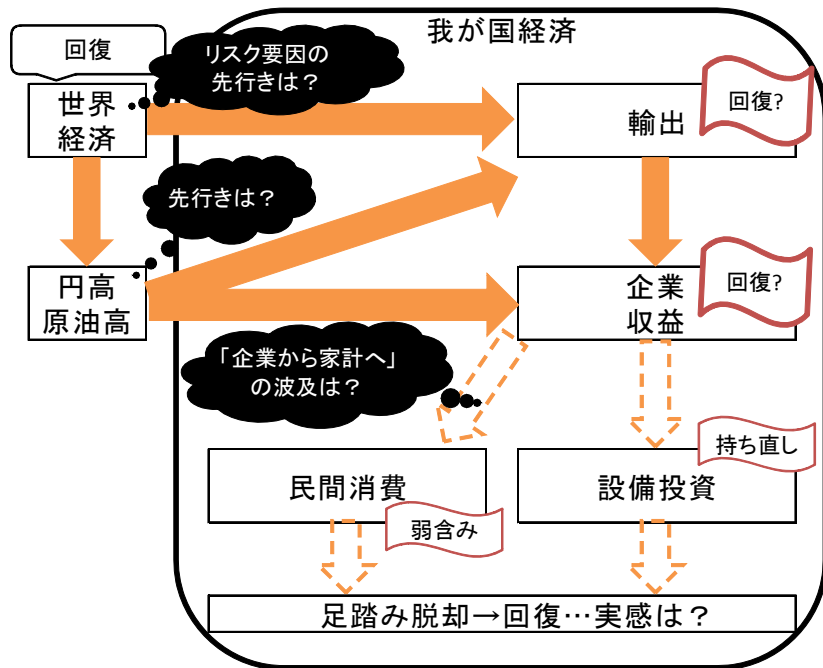 我が国経済
回復
リスク要因の
先行きは？
世界
経済
輸出
回復?
先行きは？
円高
原油高
企業
収益
回復?
「企業から家計へ」
の波及は？
持ち直し
民間消費
設備投資
弱含み
足踏み脱却→回復…実感は？